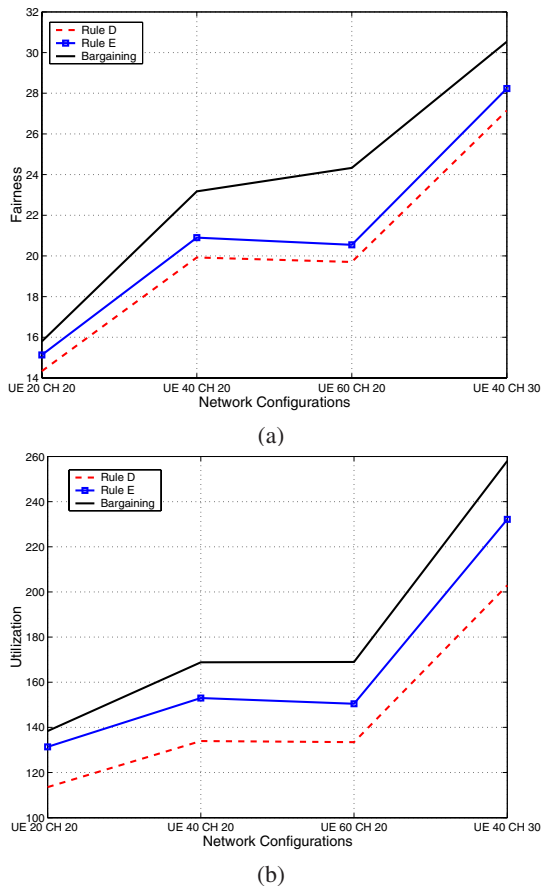 32
30
28
26
24
22
20
18
16
14
Fairness
Rule D
Rule E
Bargaining
UE 20 CH 20
UE 40 CH 20
UE 60 CH 20
UE 40 CH 30
Network Configurations
(a)
260
240
220
200
180
160
140
120
100
Utilization
Rule D
Rule E
Bargaining
UE 20 CH 20
UE 40 CH 20
UE 60 CH 20
UE 40 CH 30
Network Configurations
(b)